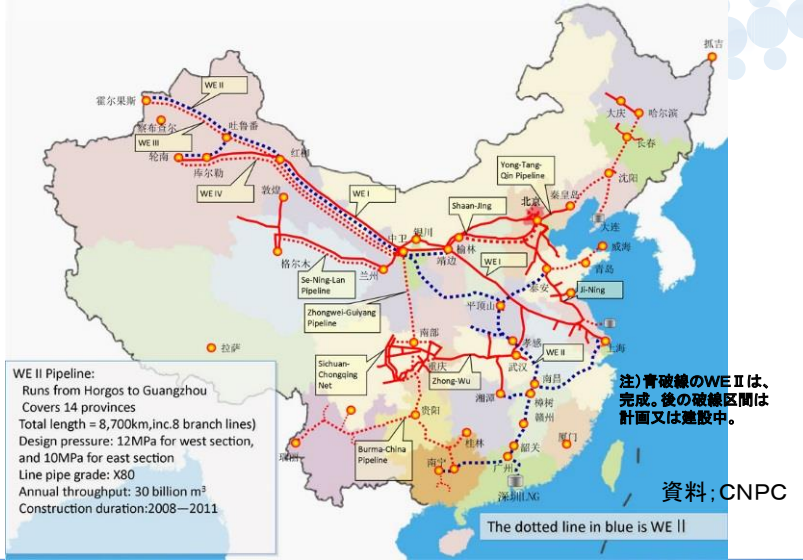 抓吉
WE II
霍尔果斯
察布查尔
吐鲁番
大庆
哈尔滨
WE III
长春
轮南
库尔勒
红柳
Yong-Tang-
Qin Pipeline
WE IV
敦煌
WE I
沈阳
秦皇岛
Shaan-Jing
北京
大连
银川
中卫
榆林
靖边
威海
格尔木
兰州
WE I
青岛
泰安
Se-Ning-Lan
Pipeline
Ji-Ning
Zhongwei-Guiyang
Pipeline
平顶山
南部
拉萨
孝感
上海
WE II
Sichuan-
Chongqing
Net
重庆
武汉
Zhong-Wu
南昌
湘潭
樟树
贵阳
赣州
Burma-China
Pipeline
桂林
厦门
韶关
瑞丽
南宁
广州
深圳LNG
WE II Pipeline:
Runs from Horgos to Guangzhou
Covers 14 provinces
Total length = 8,700km,inc.8 branch lines)
Design pressure: 12MPa for west section,
and 10MPa for east section
Line pipe grade: X80
Annual throughput: 30 billion m³
Construction duration:2008—2011
注)青破線のWEⅡは、
完成。後の破線区間は
計画又は建設中。
資料;CNPC
The dotted line in blue is WE ll